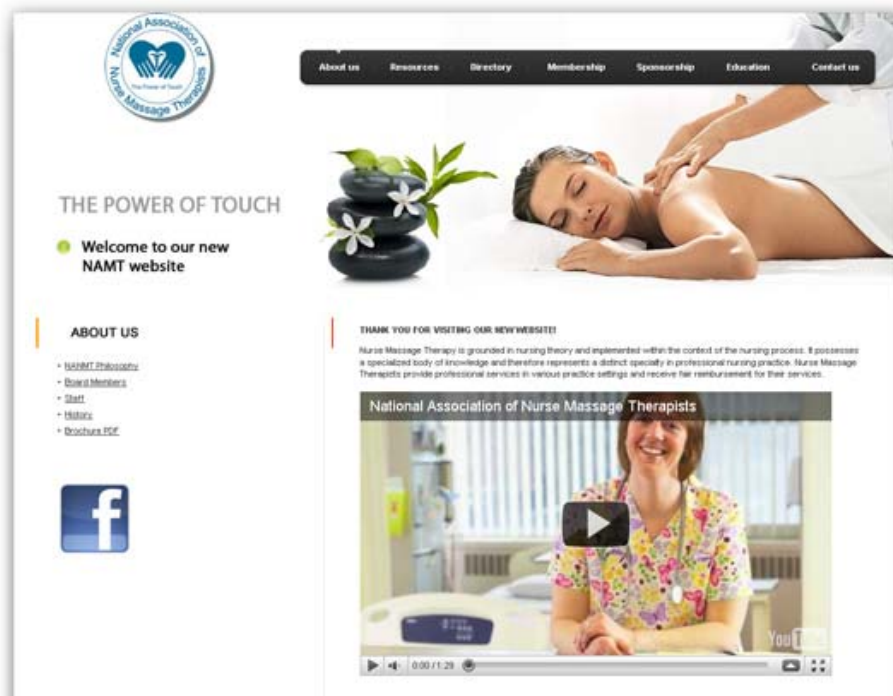 National Association of
Nurse Massage Therapists
The Power of Touch
About us Resources Directory Membership Sponsorship Education Contact us
THE POWER OF TOUCH
Welcome to our new
NAMT website
ABOUT US
NANMT Philosophy
Board Members
Staff
History
Brochure PDF
f
THANK YOU FOR VISITING OUR NEW WEBSITE!
Nurse Massage Therapy is grounded in nursing theory and implemented within the context of the nursing process. It possesses
a specialized body of knowledge and therefore represents a distinct specialty in professional nursing practice. Nurse Massage
Therapists provide professional services in various practice settings and receive fair reimbursement for their services.
National Association of Nurse Massage Therapists
YouTube
0:00 / 1:29